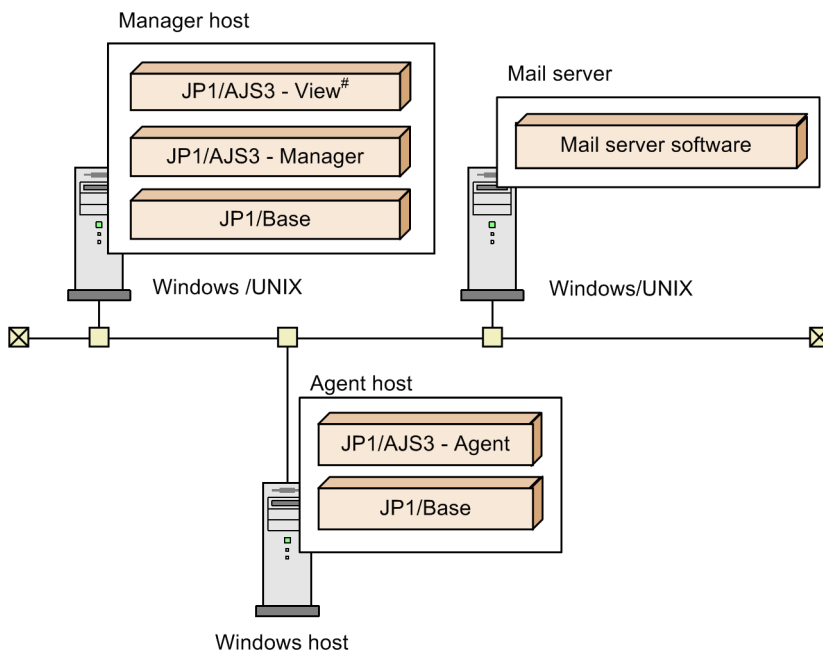 Manager host
JP1/AJS3 - View#
JP1/AJS3 - Manager
JP1/Base
Windows /UNIX
Mail server
Mail server software
Windows/UNIX
Agent host
JP1/AJS3 - Agent
JP1/Base
Windows host